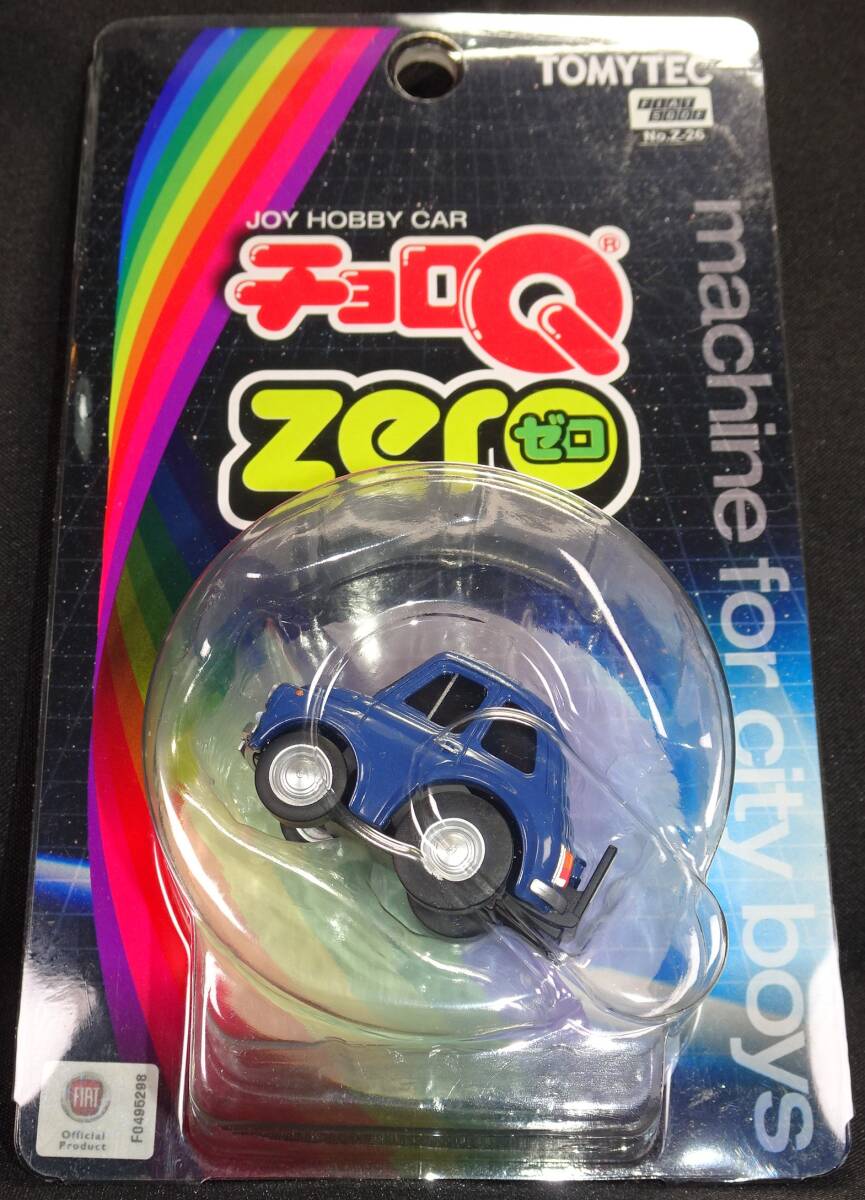 TOMYTEC
FIAT
500F
No.Z-26
JOY HOBBY CAR
チョロQ®
zero
ゼロ
machine for city boys
FIAT
Official
Product
F0495298